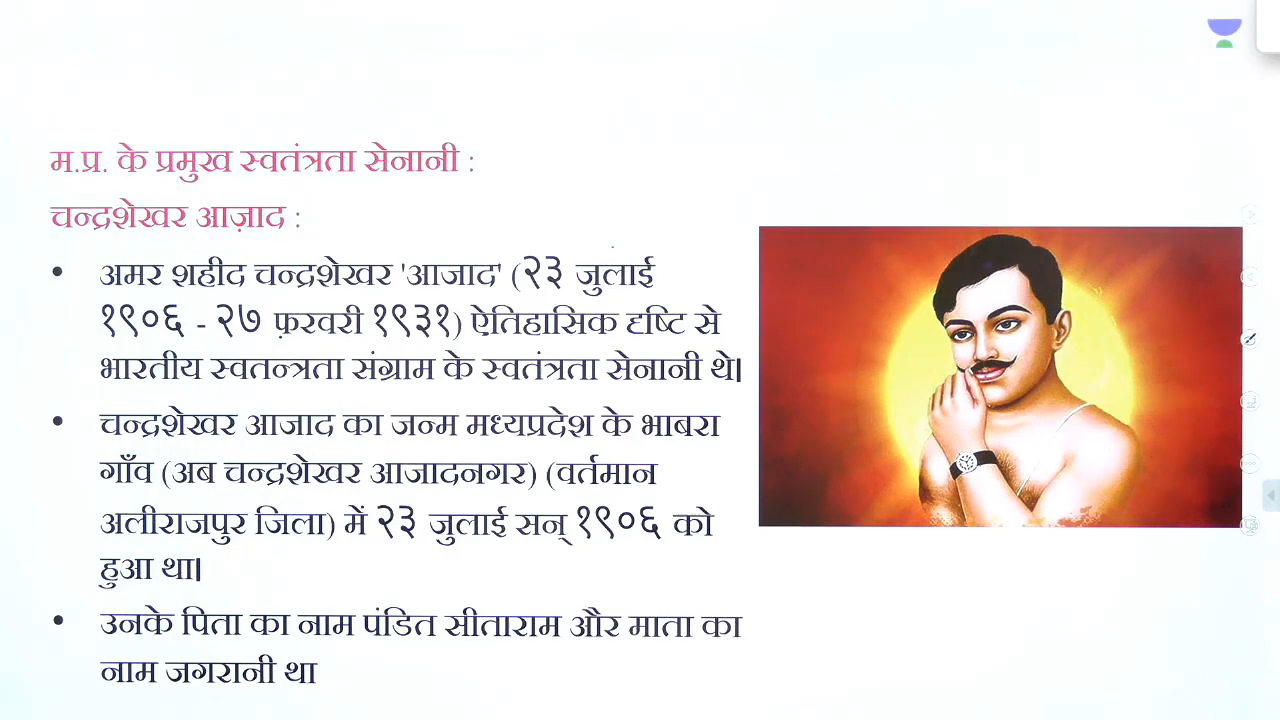 म.प्र. के प्रमुख स्वतंत्रता सेनानी :
चन्द्रशेखर आज़ाद :
• अमर शहीद चन्द्रशेखर 'आजाद' (२३ जुलाई
१९०६ - २७ फ़रवरी १९३१) ऐतिहासिक दृष्टि से
भारतीय स्वतन्त्रता संग्राम के स्वतंत्रता सेनानी थे।
• चन्द्रशेखर आजाद का जन्म मध्यप्रदेश के भाबरा
गाँव (अब चन्द्रशेखर आजादनगर) (वर्तमान
अलीराजपुर जिला) में २३ जुलाई सन् १९०६ को
हुआ था।
• उनके पिता का नाम पंडित सीताराम और माता का
नाम जगरानी था